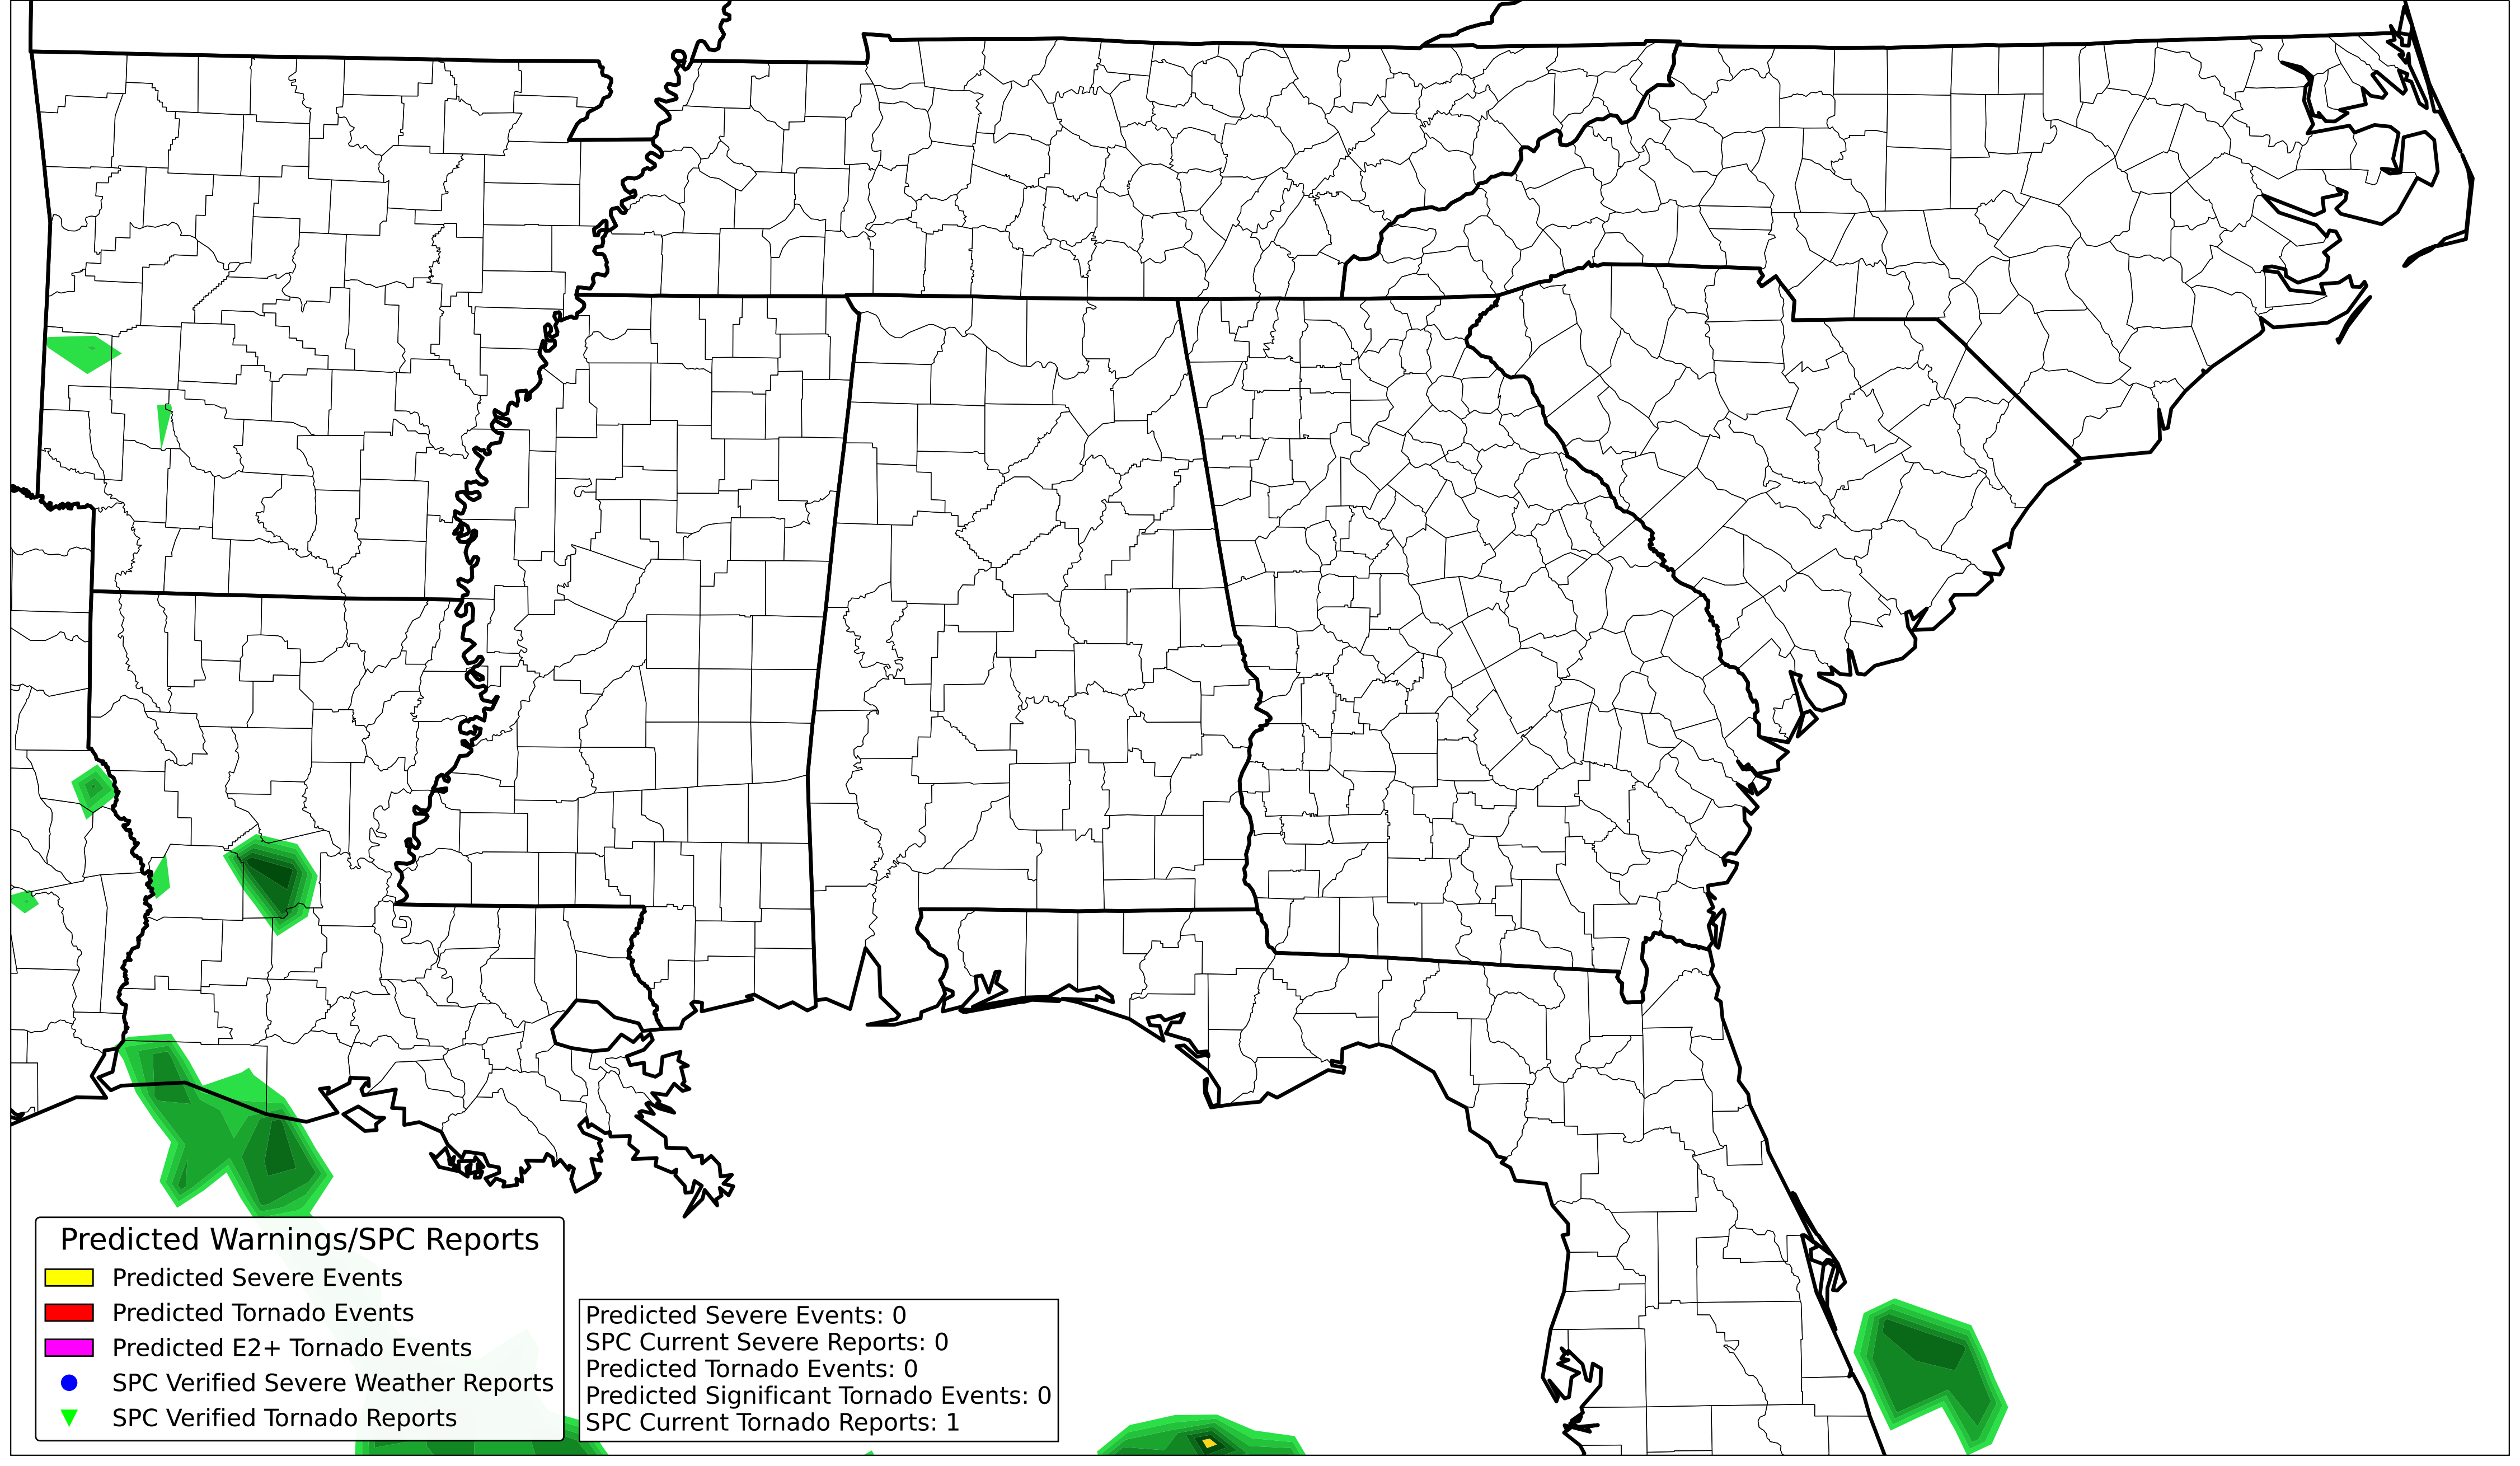 Predicted Warnings/SPC Reports
Predicted Severe Events
Predicted Tornado Events
Predicted E2+ Tornado Events
SPC Verified Severe Weather Reports
SPC Verified Tornado Reports
Predicted Severe Events: 0
SPC Current Severe Reports: 0
Predicted Tornado Events: 0
Predicted Significant Tornado Events: 0
SPC Current Tornado Reports: 1